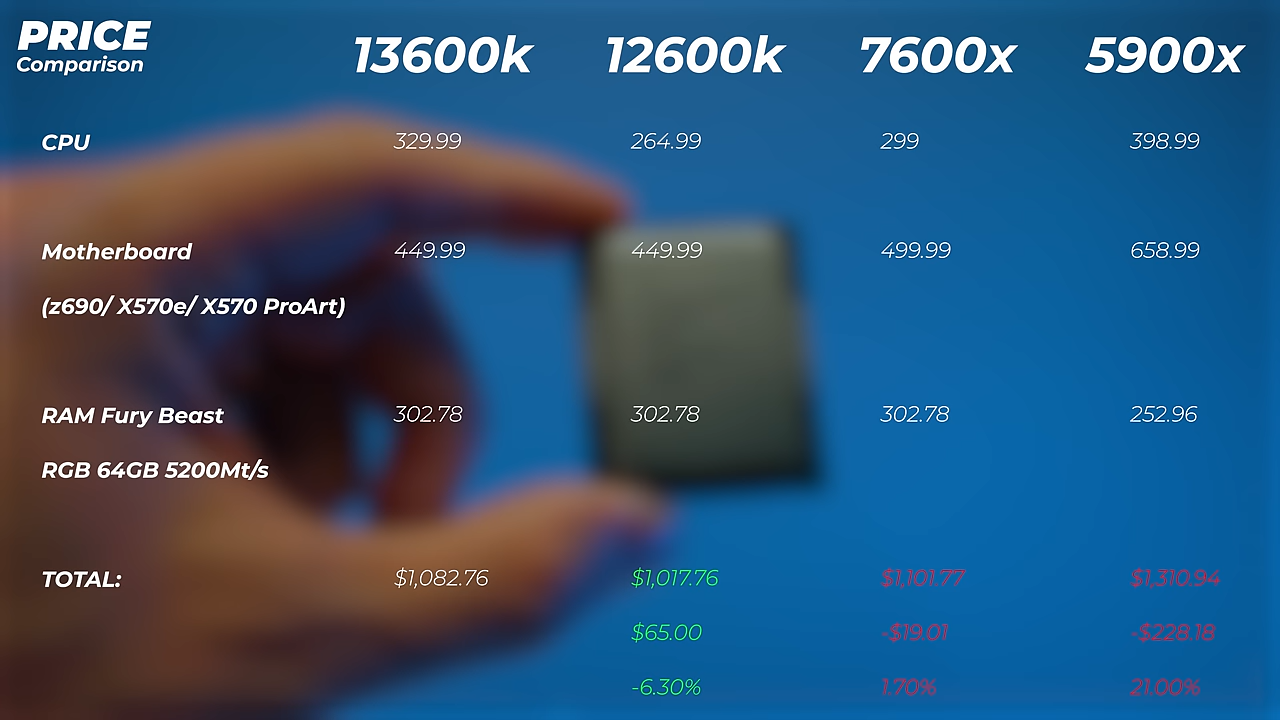 PRICE
Comparison
13600k 12600k 7600x 5900x
CPU 329.99 264.99 299 398.99
Motherboard 449.99 449.99 499.99 658.99
(z690/ X570e/ X570 ProArt)
RAM Fury Beast 302.78 302.78 302.78 252.96
RGB 64GB 5200Mt/s
TOTAL: $1,082.76 $1,017.76 $1,101.77 $1,310.94
$65.00 -$19.01 -$228.18
-6.30% 1.70% 21.00%